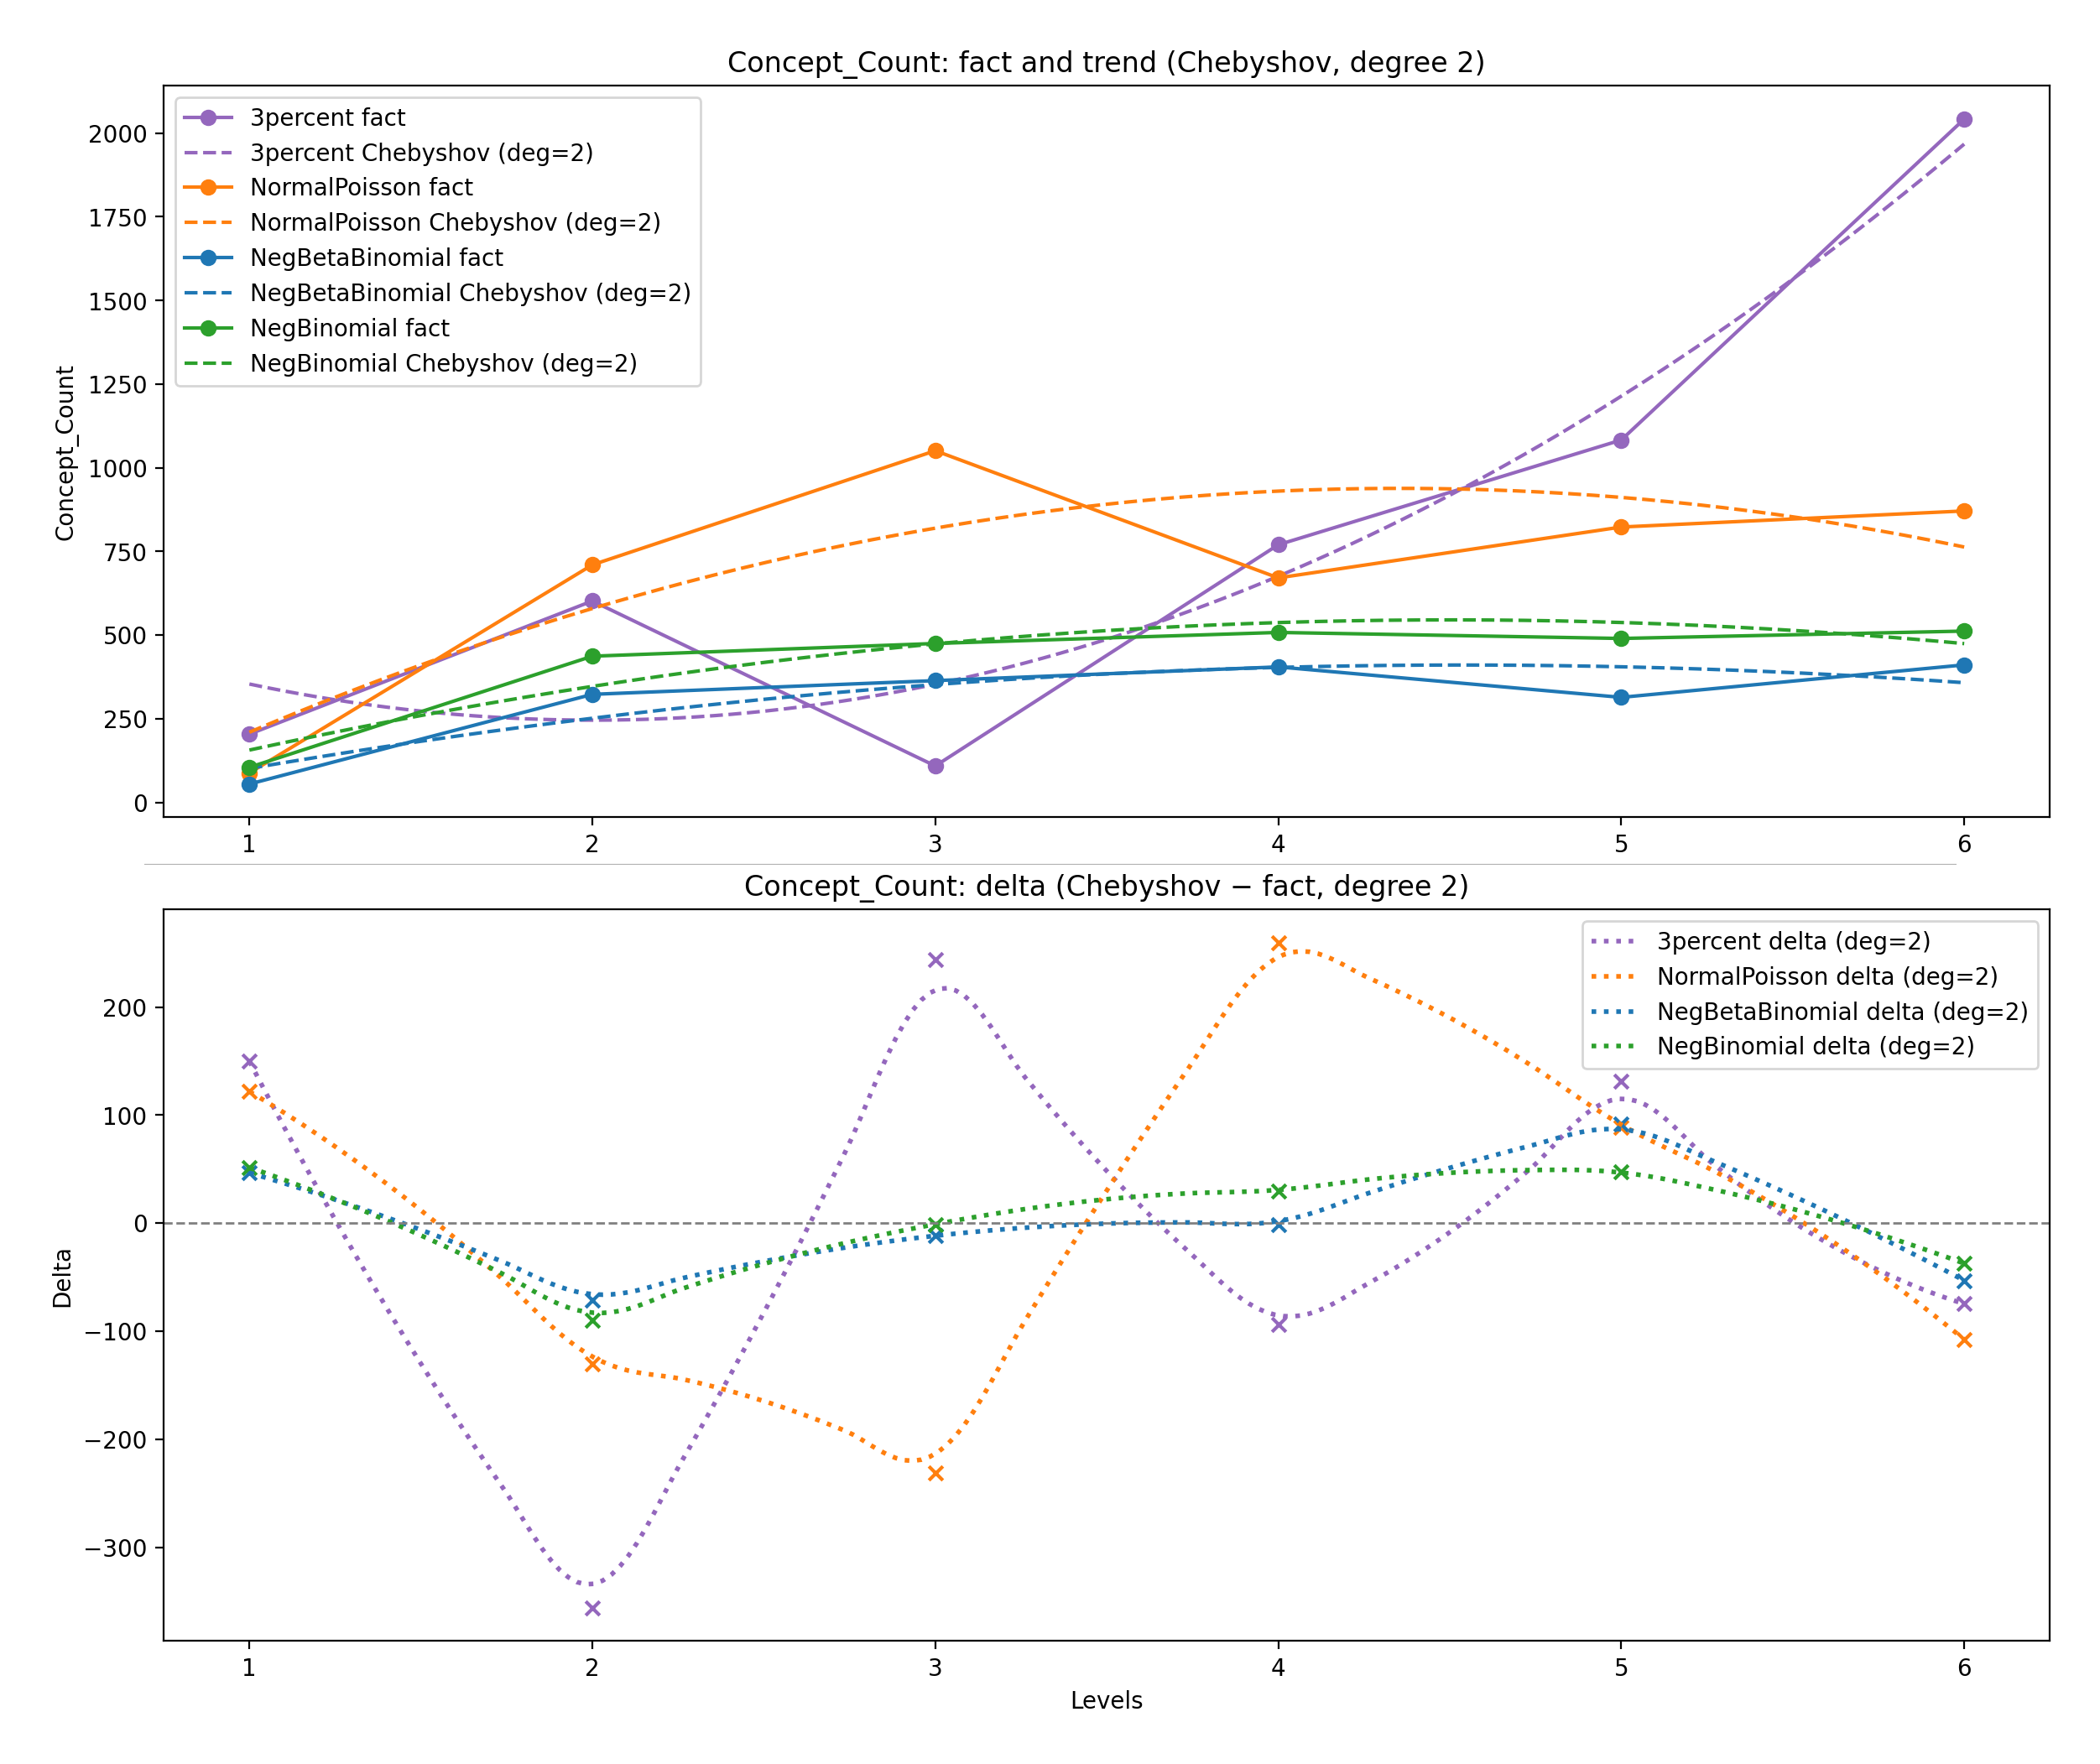 Concept_Count: fact and trend (Chebyshov, degree 2)
3percent fact
3percent Chebyshov (deg=2)
NormalPoisson fact
NormalPoisson Chebyshov (deg=2)
NegBetaBinomial fact
NegBetaBinomial Chebyshov (deg=2)
NegBinomial fact
NegBinomial Chebyshov (deg=2)
Concept_Count
2000
1750
1500
1250
1000
750
500
250
0
1 2 3 4 5 6
Concept_Count: delta (Chebyshov − fact, degree 2)
3percent delta (deg=2)
NormalPoisson delta (deg=2)
NegBetaBinomial delta (deg=2)
NegBinomial delta (deg=2)
Delta
200
100
0
−100
−200
−300
1 2 3 4 5 6
Levels